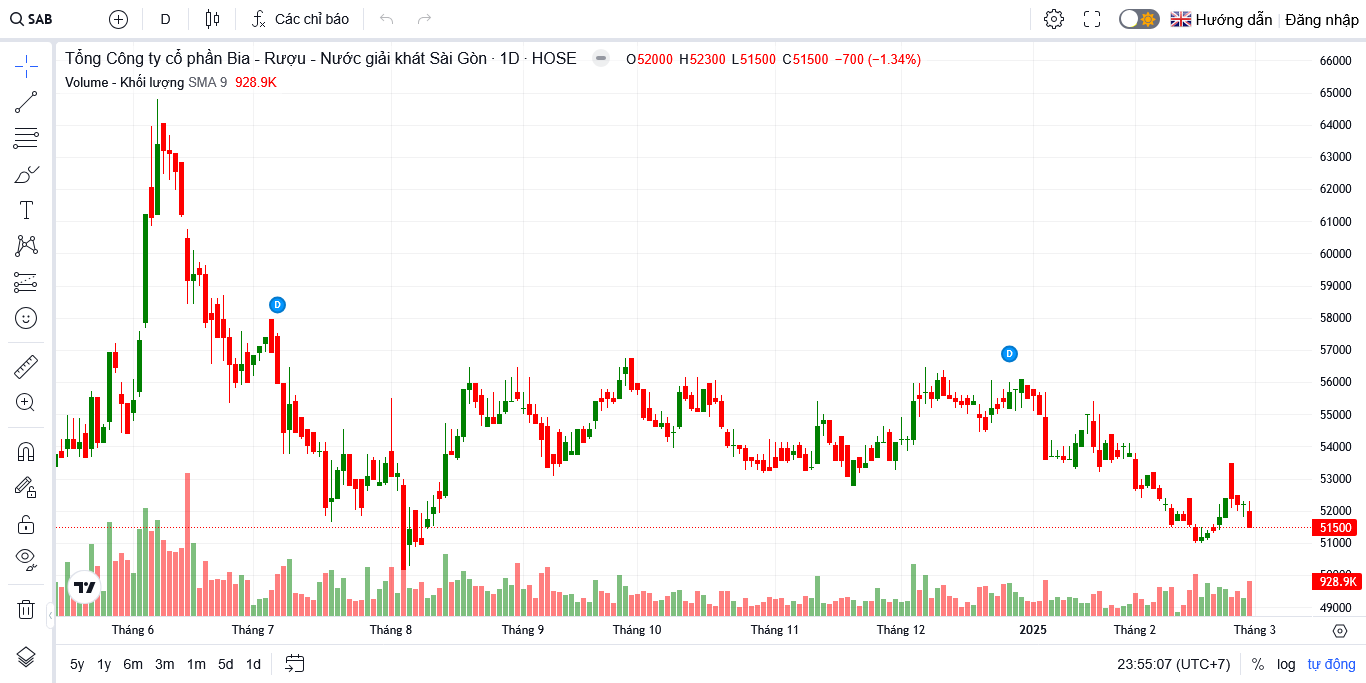 SAB D Các chỉ báo Hướng dẫn Đăng nhập
Tổng Công ty cổ phần Bia - Rượu - Nước giải khát Sài Gòn · 1D · HOSE O52000 H52300 L51500 C51500 −700 (−1.34%)
Volume - Khối lượng SMA 9 928.9K
66000
65000
64000
63000
62000
61000
60000
59000
D
58000
57000
D
56000
55000
54000
53000
52000
51500
51000
50000
928.9K
49000
Tháng 6 Tháng 7 Tháng 8 Tháng 9 Tháng 10 Tháng 11 Tháng 12 2025 Tháng 2 Tháng 3
5y 1y 6m 3m 1m 5d 1d 23:55:07 (UTC+7) % log tự động